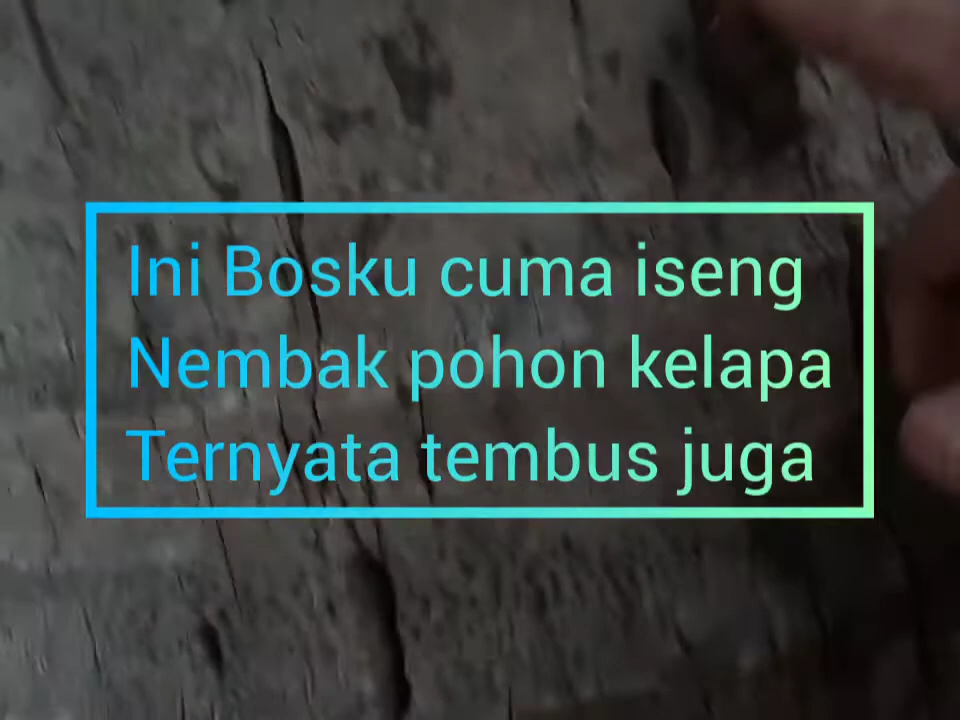 Ini Bosku cuma iseng
Nembak pohon kelapa
Ternyata tembus juga